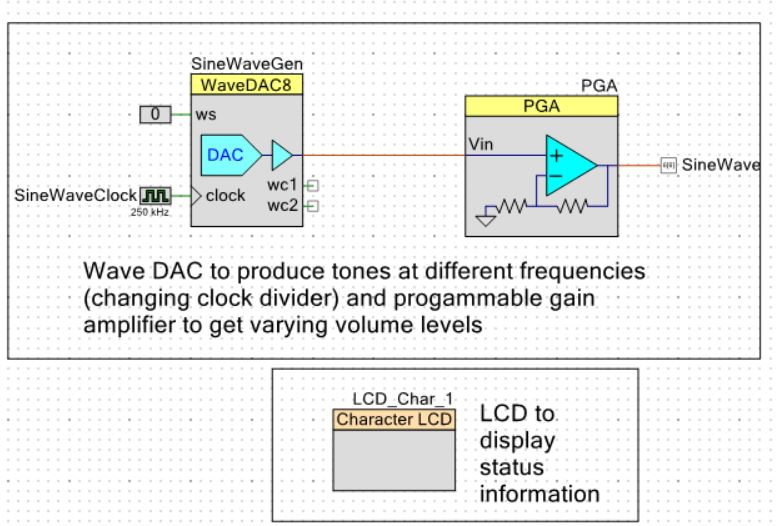 SineWaveGen
WaveDAC8
0
ws
DAC
SineWaveClock
250 kHz
clock
wc1
wc2
PGA
PGA
Vin
+
−
SineWave
Wave DAC to produce tones at different frequencies
(changing clock divider) and progammable gain
amplifier to get varying volume levels
LCD_Char_1
Character LCD
LCD to
display
status
information